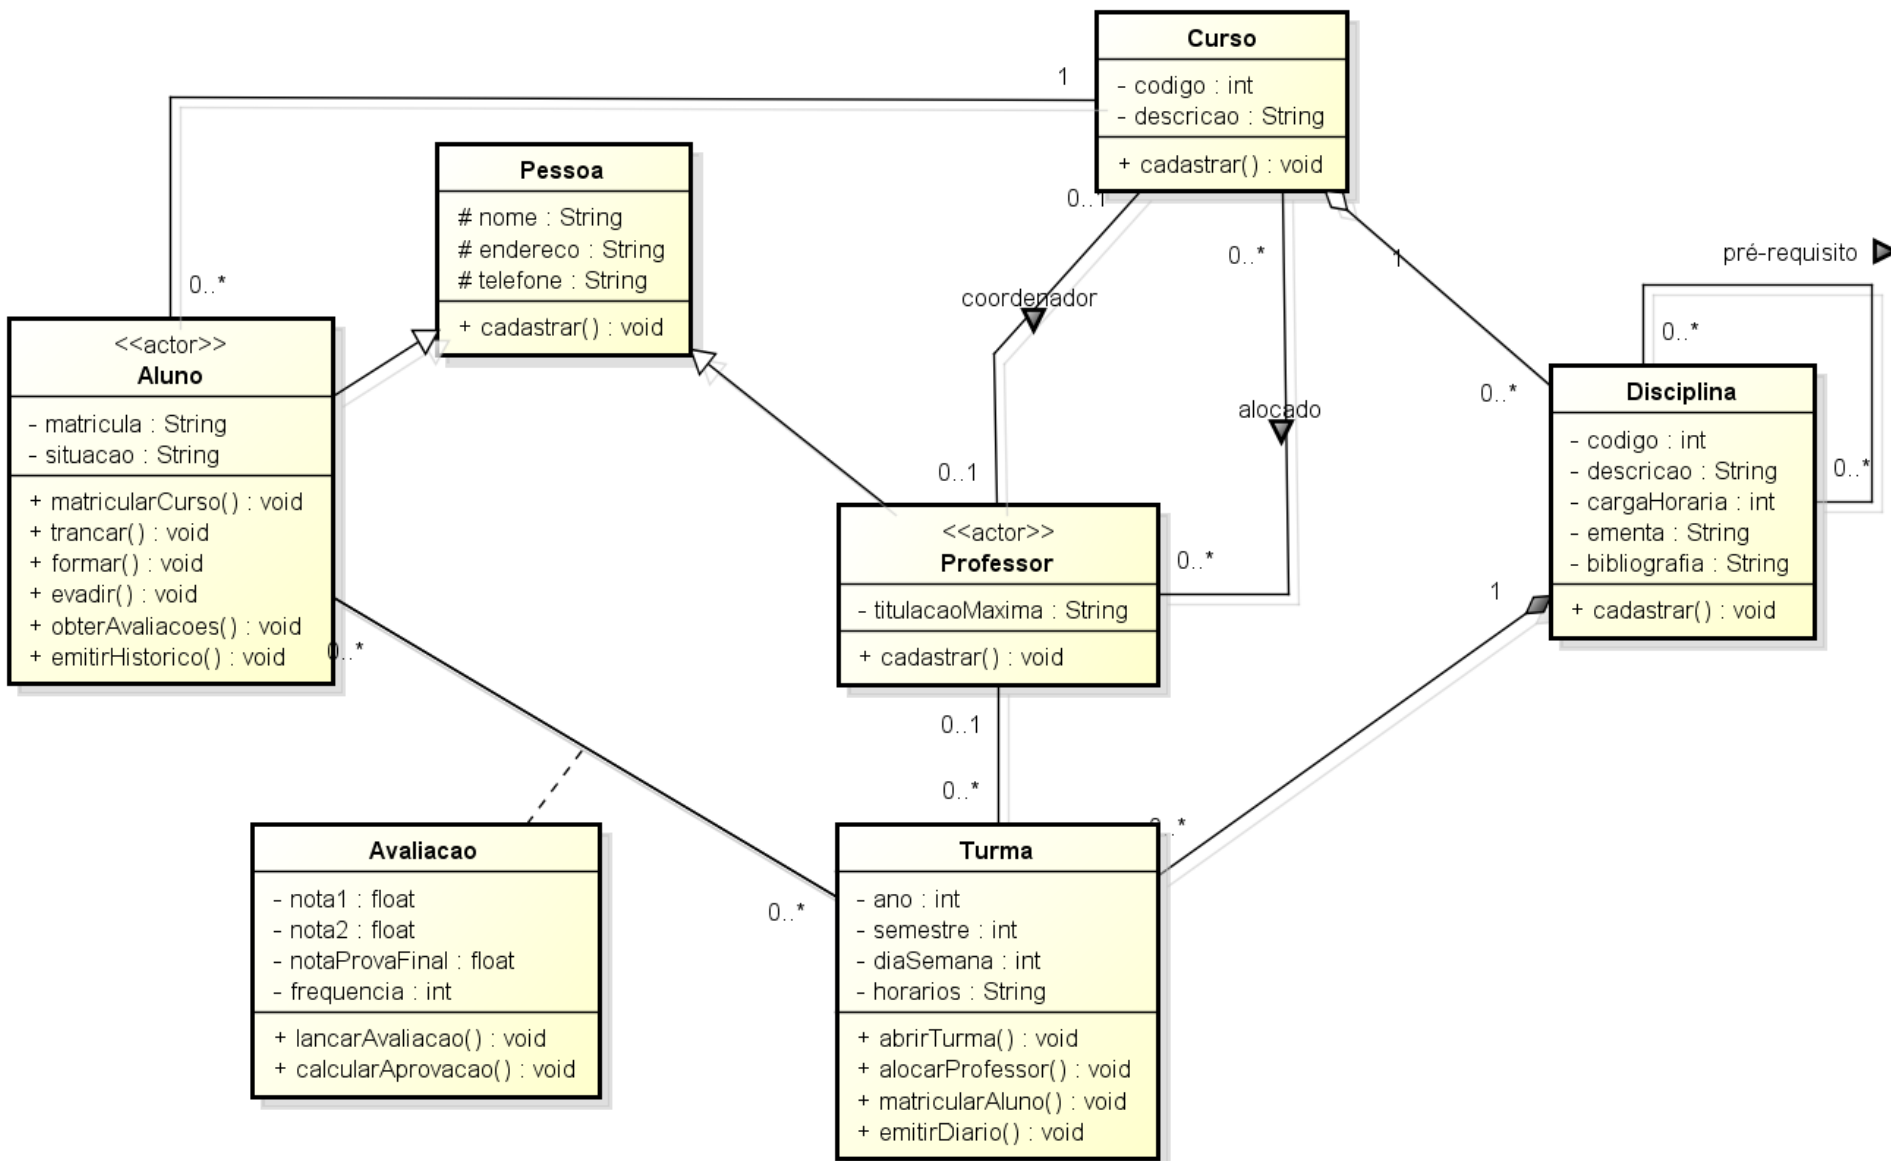 Curso
- codigo : int
- descricao : String
+ cadastrar() : void
1
0..1
0..*
1
Pessoa
# nome : String
# endereco : String
# telefone : String
+ cadastrar() : void
0..*
coordenador
alocado
pré-requisito
0..*
0..*
0..*
<<actor>>
Aluno
- matricula : String
- situacao : String
+ matricularCurso() : void
+ trancar() : void
+ formar() : void
+ evadir() : void
+ obterAvaliacoes() : void
+ emitirHistorico() : void
0..*
0..1
<<actor>>
Professor
- titulacaoMaxima : String
+ cadastrar() : void
0..*
Disciplina
- codigo : int
- descricao : String
- cargaHoraria : int
- ementa : String
- bibliografia : String
+ cadastrar() : void
1
0..1
0..*
0..*
0..*
Avaliacao
- nota1 : float
- nota2 : float
- notaProvaFinal : float
- frequencia : int
+ lancarAvaliacao() : void
+ calcularAprovacao() : void
Turma
- ano : int
- semestre : int
- diaSemana : int
- horarios : String
+ abrirTurma() : void
+ alocarProfessor() : void
+ matricularAluno() : void
+ emitirDiario() : void